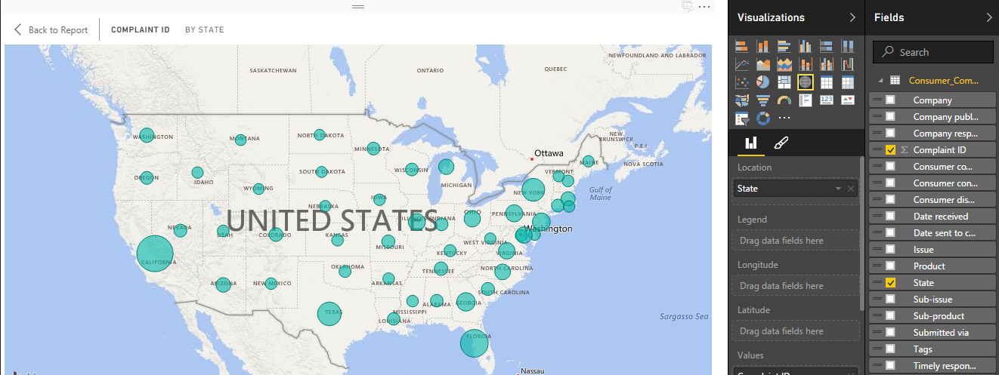 Back to Report
COMPLAINT ID BY STATE
NEWFOUNDLAND AND LABRADOR
SASKATCHEWAN
ONTARIO
QUEBEC
NEW
BRUNSWICK
P.E.I.
NOVA SCOTIA
Ottawa
MAINE
VERMONT
Gulf of
Maine
WASHINGTON
MONTANA
NORTH DAKOTA
MINNESOTA
OREGON
IDAHO
SOUTH DAKOTA
WISCONSIN
MICHIGAN
WYOMING
NEW YORK
IOWA
NEBRASKA
UNITED STATES
ILLINOIS
INDIANA
OHIO
PENNSYLVANIA
NEVADA
UTAH
COLORADO
KANSAS
MISSOURI
WEST VIRGINIA
Washington
KENTUCKY
VIRGINIA
CALIFORNIA
OKLAHOMA
TENNESSEE
NORTH CAROLINA
ARIZONA
NEW MEXICO
ARKANSAS
SOUTH CAROLINA
MISSISSIPPI
ALABAMA
GEORGIA
TEXAS
LOUISIANA
FLORIDA
Sargasso Sea
Nassau
Visualizations
123
Location
State
Legend
Drag data fields here
Longitude
Drag data fields here
Latitude
Drag data fields here
Values
Complaint ID
Fields
Search
Consumer_Com...
Company
Company publ...
Company resp...
Complaint ID
Consumer co...
Consumer con...
Consumer dis...
Date received
Date sent to c...
Issue
Product
State
Sub-issue
Sub-product
Submitted via
Tags
Timely respon...